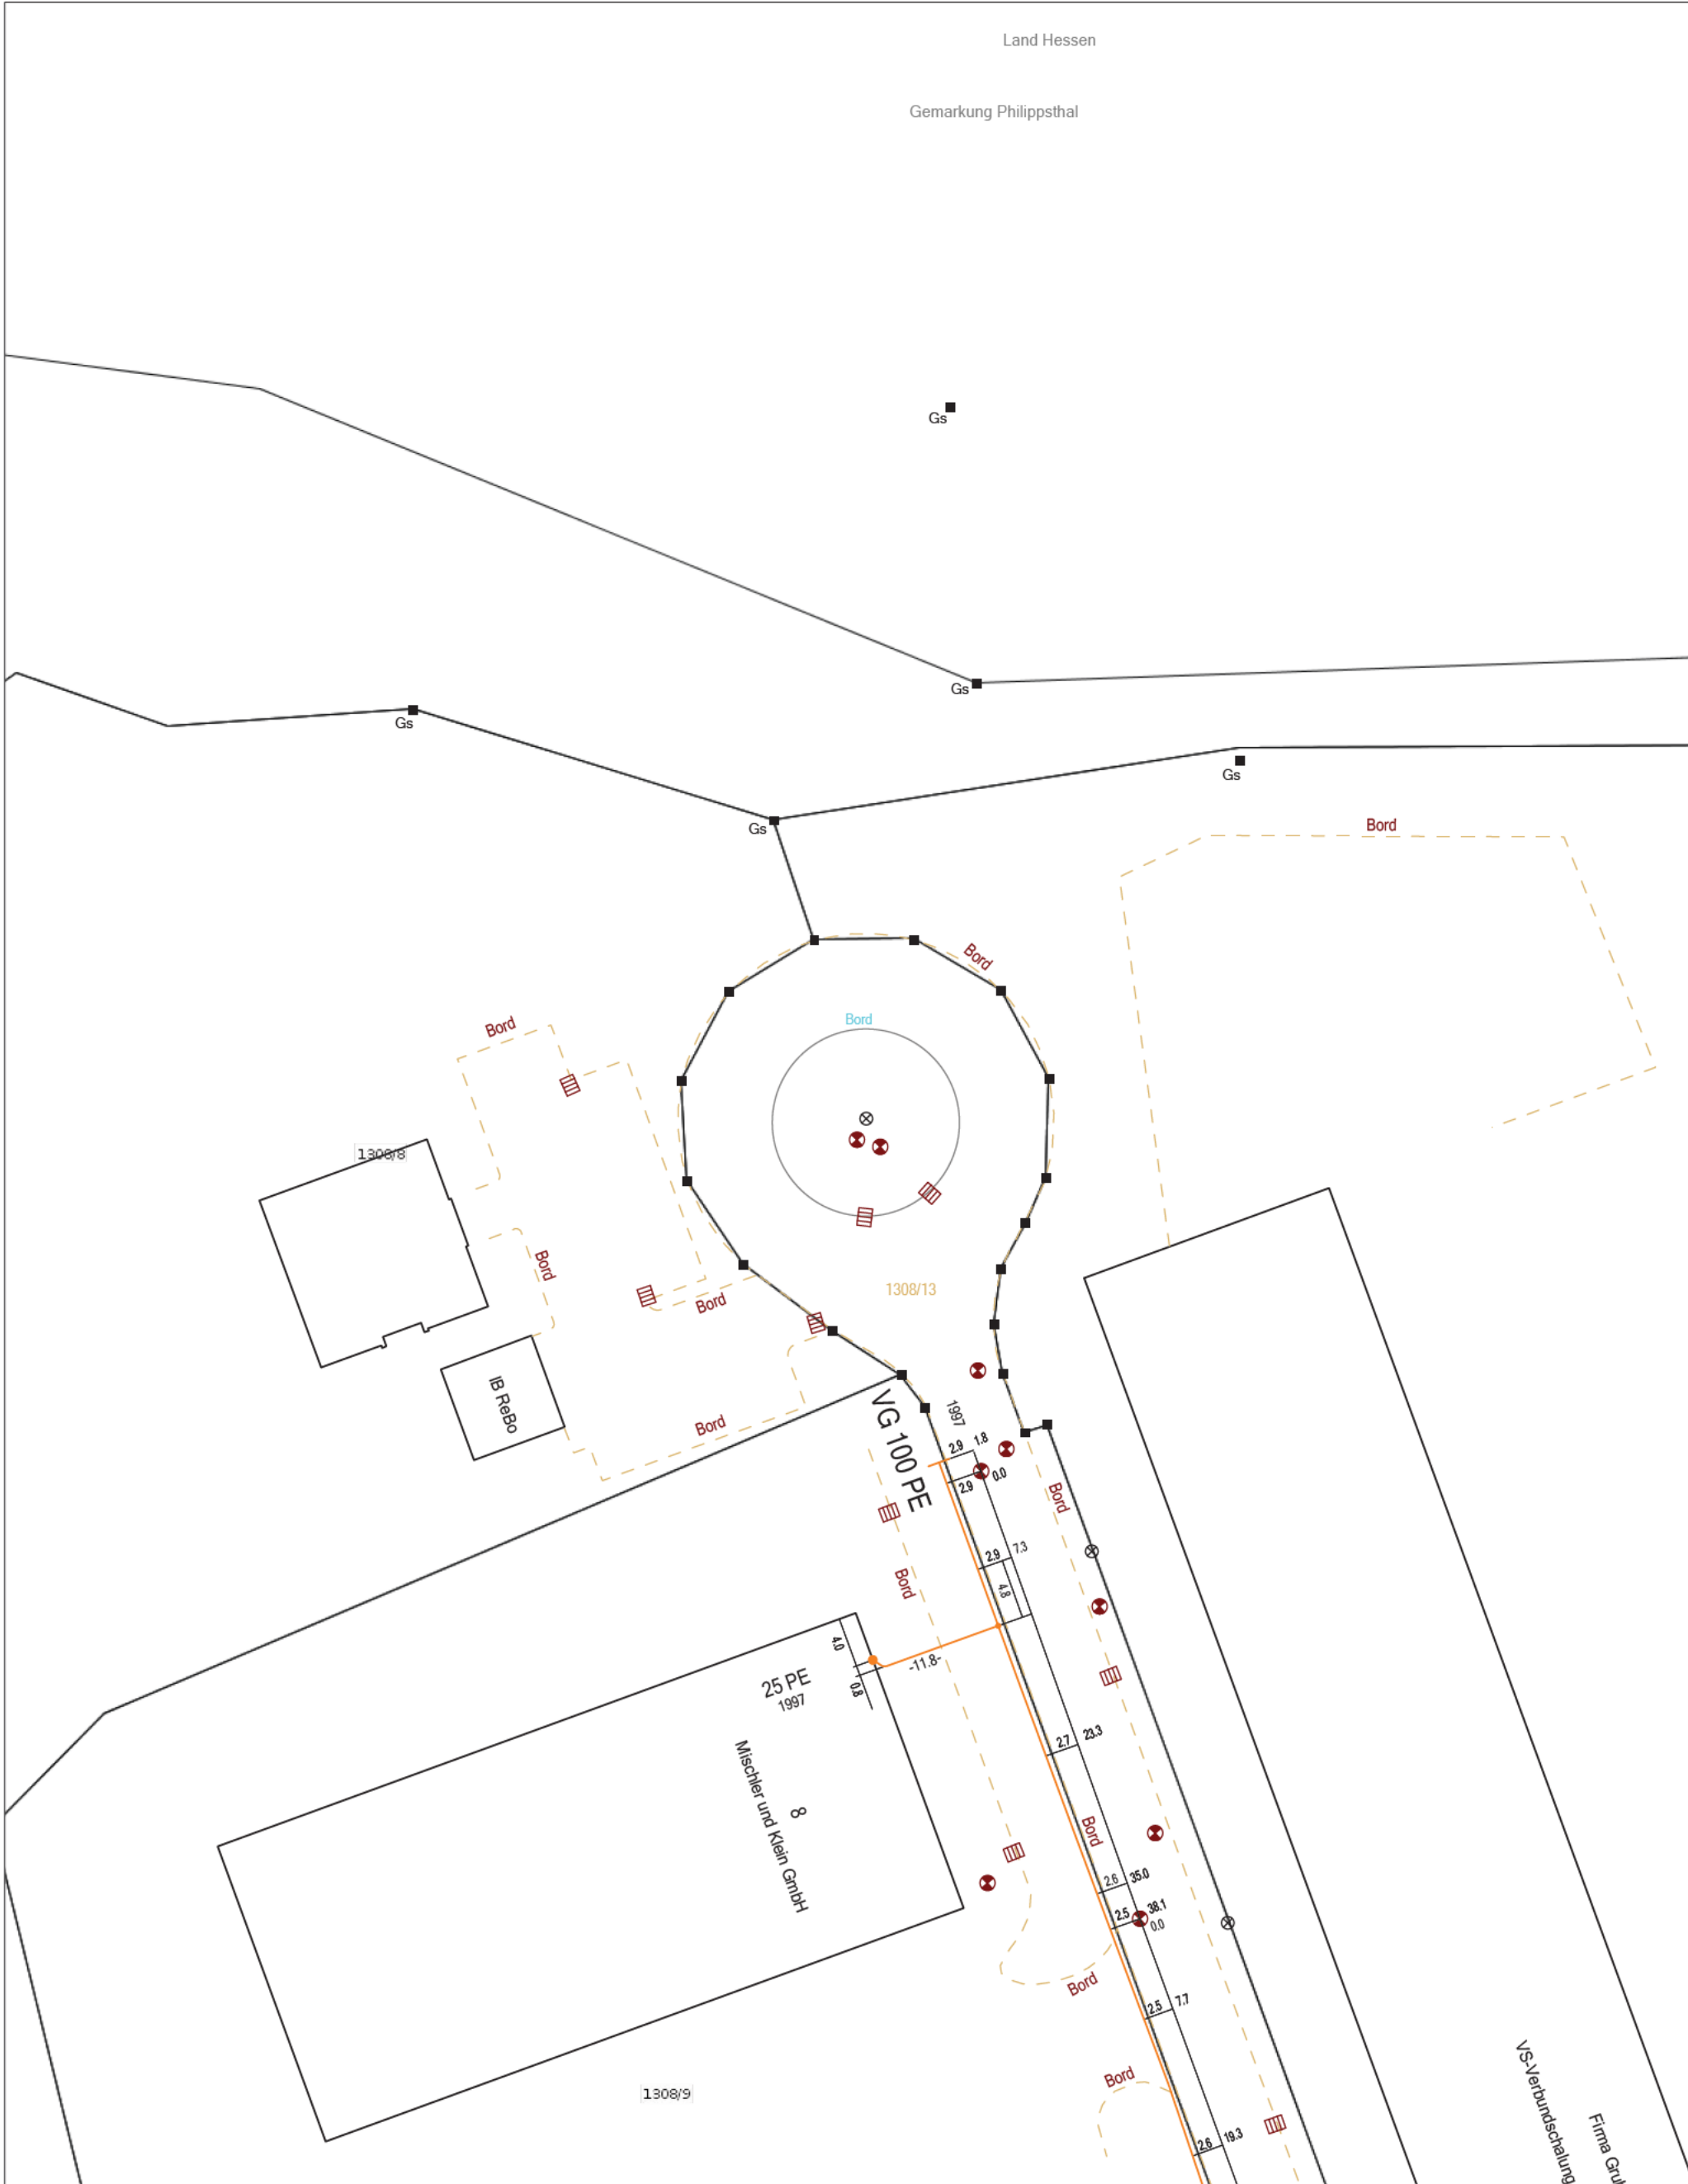 Land Hessen
Gemarkung Philippsthal
Gs
Gs
Gs
Gs
Gs
Bord
Bord
Bord
Bord
1308/8
Bord
1308/13
Bord
IB ReBo
Bord
VG 100 PE
1997
2.9 1.8
2.9 0.0
Bord
2.9 7.3
4.8
Bord
4.0
-11.8-
0.8
25 PE
1997
2.7 23.3
Mischler und Klein GmbH
8
Bord
2.6 35.0
2.5 38.1
0.0
Bord
2.5 7.7
Bord
1308/9
2.6 19.3
VS-Verbundschalung
Firma